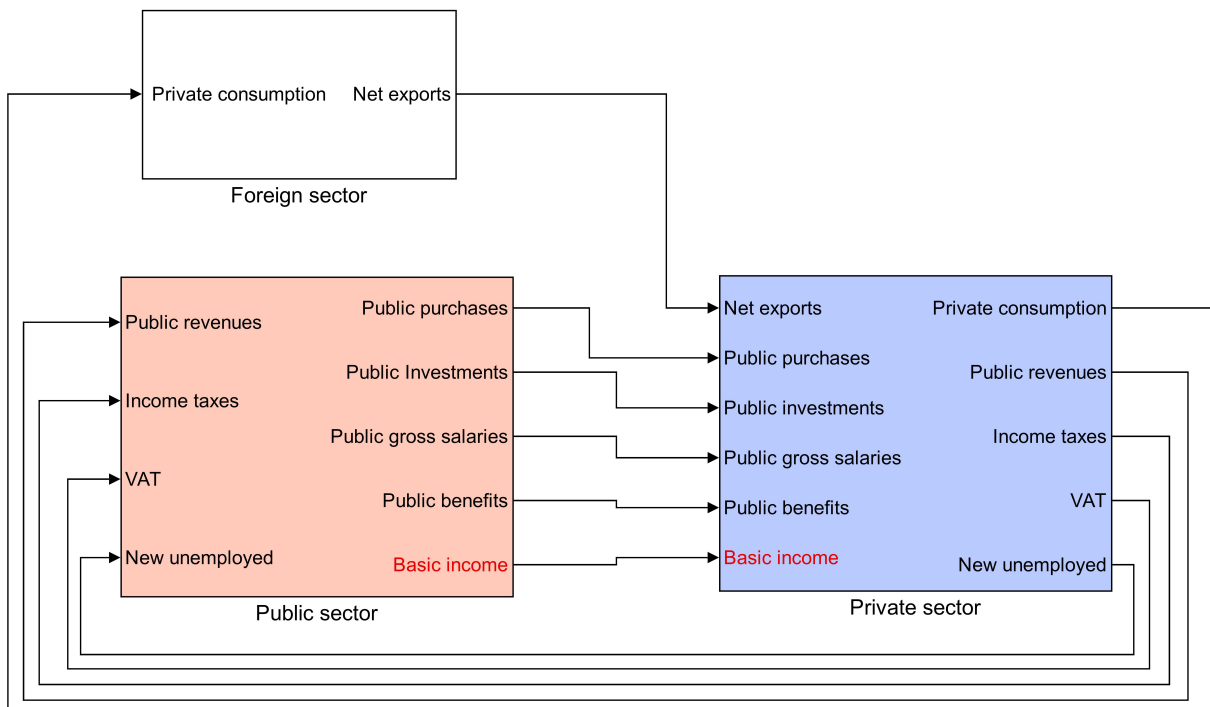 Private consumption
Net exports
Foreign sector
Public revenues
Income taxes
VAT
New unemployed
Public purchases
Public Investments
Public gross salaries
Public benefits
Basic income
Public sector
Net exports
Public purchases
Public investments
Public gross salaries
Public benefits
Basic income
Private consumption
Public revenues
Income taxes
VAT
New unemployed
Private sector